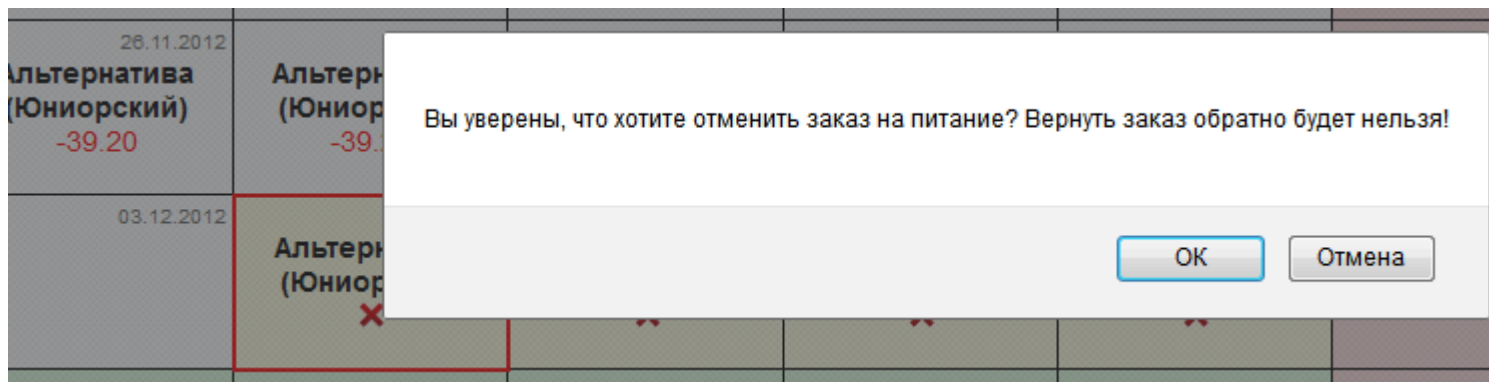 26.11.2012
Альтернатива
(Юниорский)
-39.20
Вы уверены, что хотите отменить заказ на питание? Вернуть заказ обратно будет нельзя!
03.12.2012
ОК
Отмена